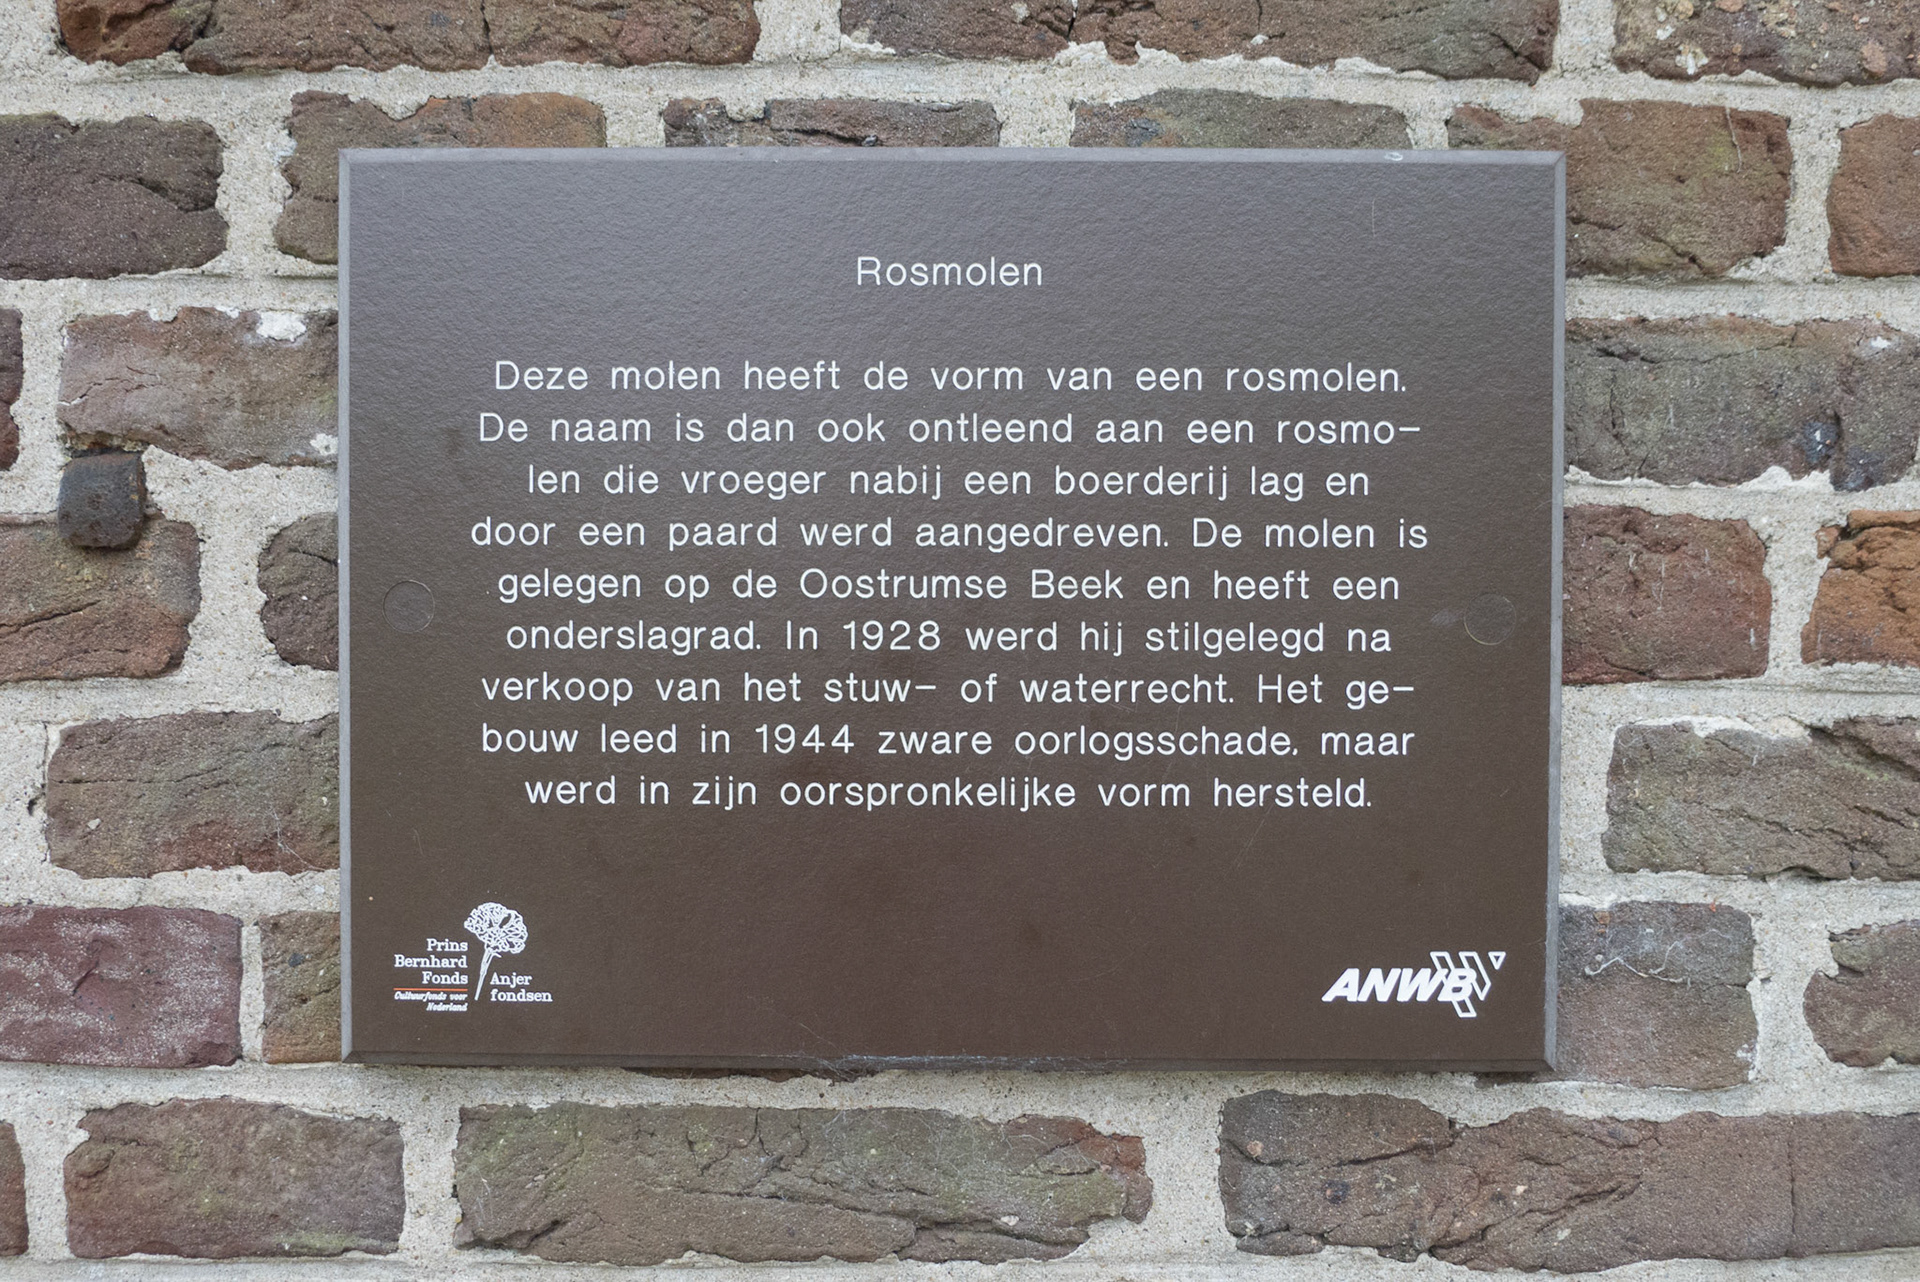 Rosmolen
Deze molen heeft de vorm van een rosmolen.
De naam is dan ook ontleend aan een rosmo-
len die vroeger nabij een boerderij lag en
door een paard werd aangedreven. De molen is
gelegen op de Oostrumse Beek en heeft een
onderslagrad. In 1928 werd hij stilgelegd na
verkoop van het stuw- of waterrecht. Het ge-
bouw leed in 1944 zware oorlogsschade. maar
werd in zijn oorspronkelijke vorm hersteld.
Prins
Bernhard
Fonds
Cultuurfonds voor
Nederland
Anjer
fondsen
ANWB